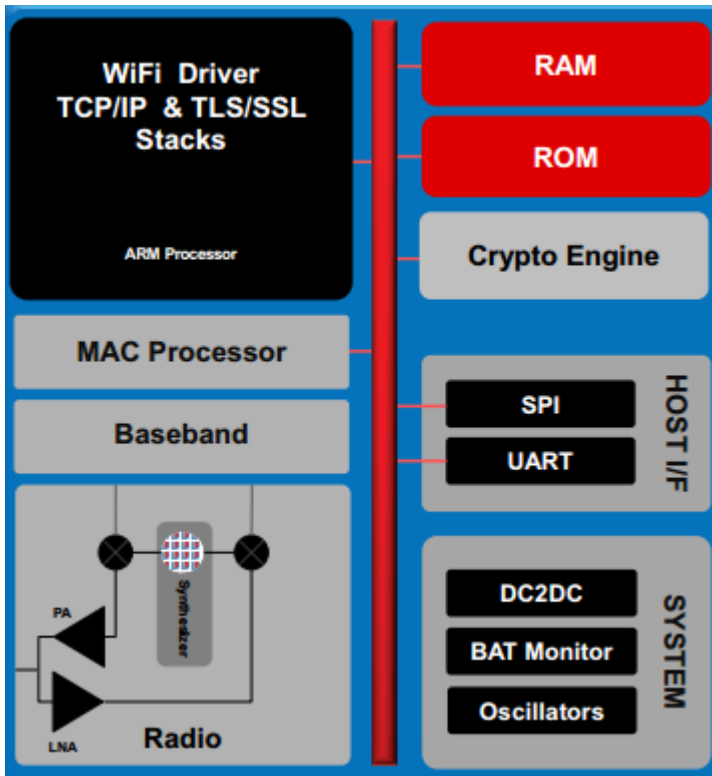 WiFi Driver
TCP/IP & TLS/SSL
Stacks
ARM Processor
MAC Processor
Baseband
PA
Synthesizer
LNA
Radio
RAM
ROM
Crypto Engine
SPI
UART
HOST I/F
DC2DC
BAT Monitor
Oscillators
SYSTEM